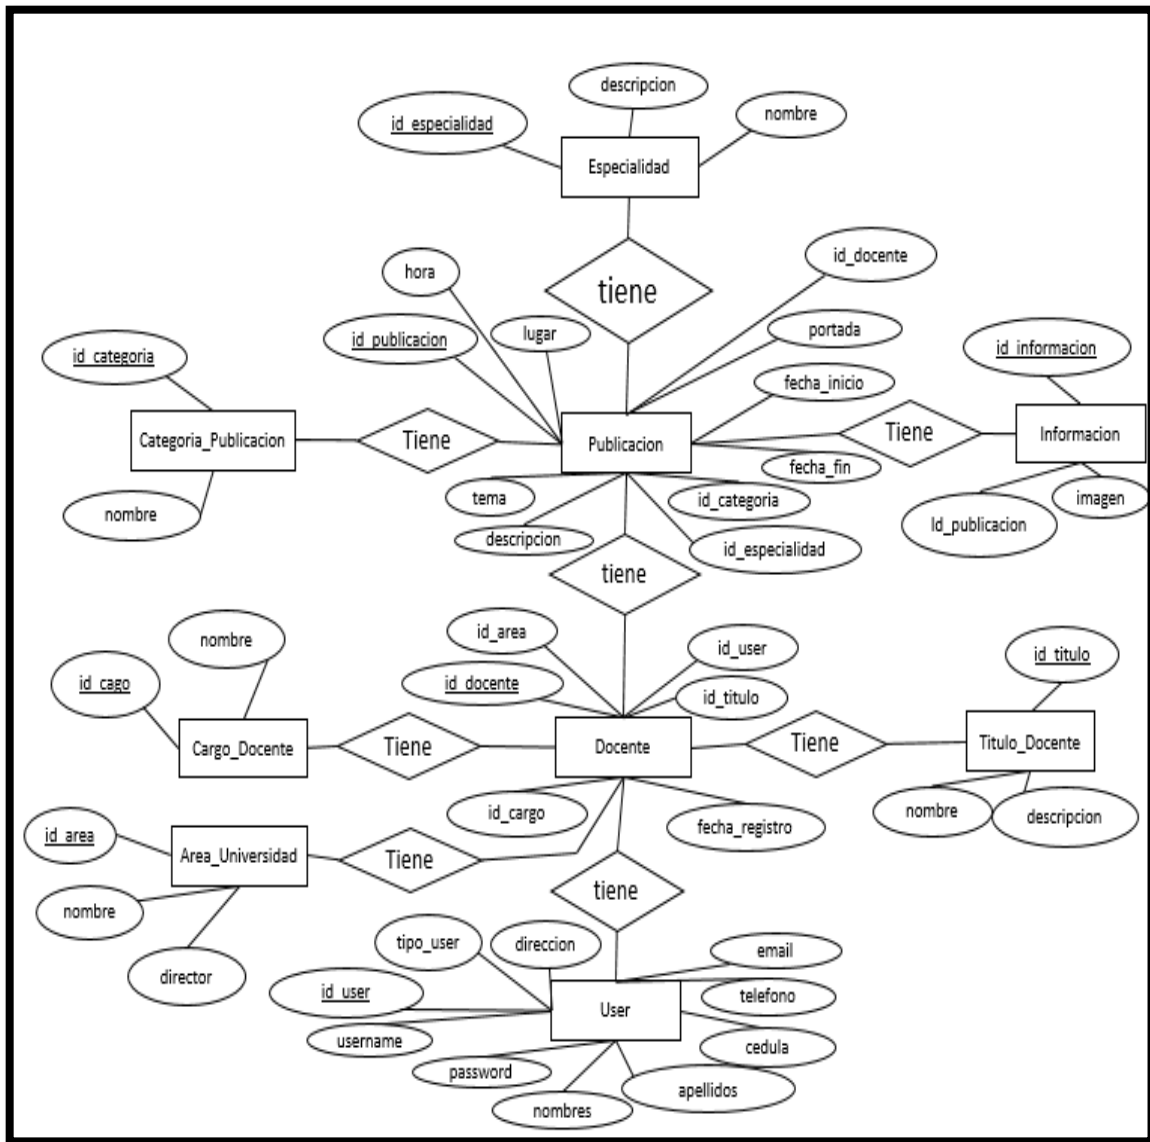 descripcion
id_especialidad
nombre
Especialidad
hora
tiene
id_docente
id_publicacion
lugar
portada
id_categoria
id_informacion
fecha_inicio
Categoria_Publicacion
Tiene
Publicacion
Tiene
Informacion
fecha_fin
nombre
tema
id_categoria
imagen
descripcion
id_especialidad
Id_publicacion
tiene
nombre
id_area
id_user
id_titulo
id_cago
id_docente
id_titulo
Cargo_Docente
Tiene
Docente
Tiene
Titulo_Docente
id_cargo
fecha_registro
nombre
descripcion
id_area
Area_Universidad
Tiene
tiene
nombre
director
tipo_user
direccion
email
id_user
telefono
username
User
cedula
password
apellidos
nombres